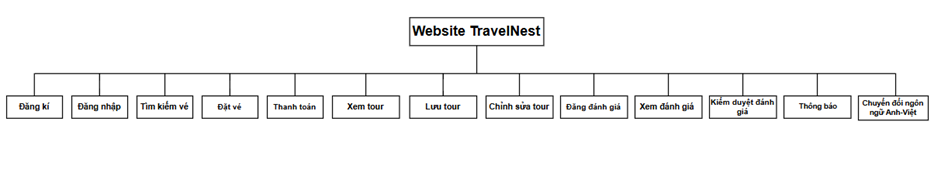 Website TravelNest
Đăng kí
Đăng nhập
Tìm kiếm vé
Đặt vé
Thanh toán
Xem tour
Lưu tour
Chỉnh sửa tour
Đăng đánh giá
Xem đánh giá
Kiểm duyệt đánh
giá
Thông báo
Chuyển đổi ngôn
ngữ Anh-Việt